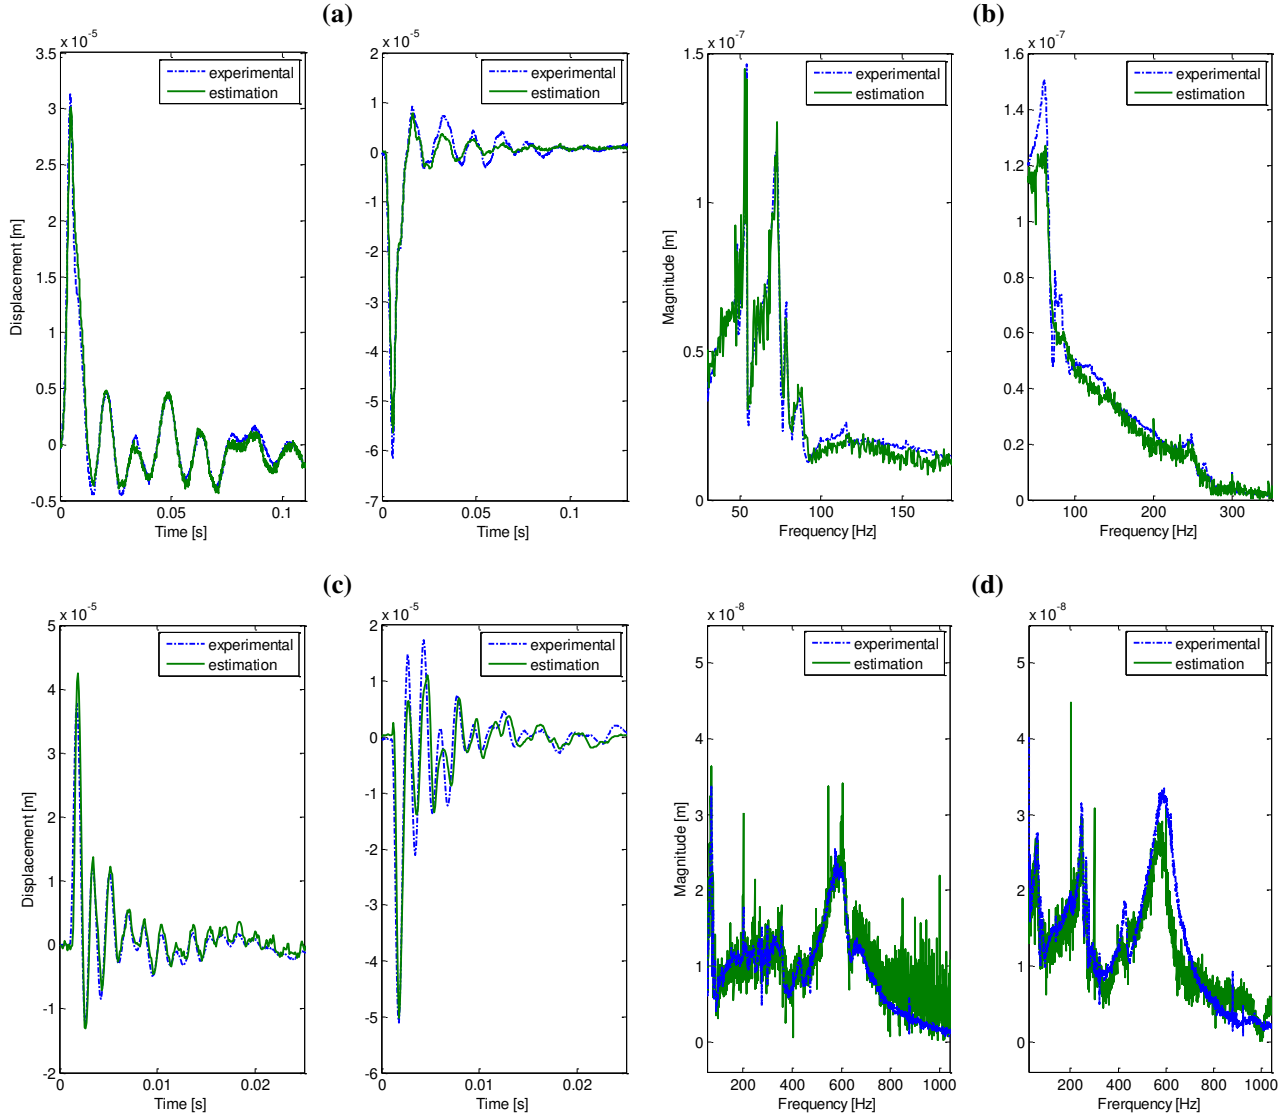 (a)
(b)
x 10^-5
x 10^-5
x 10^-7
x 10^-7
experimental
estimation
experimental
estimation
experimental
estimation
experimental
estimation
3.5
3
2.5
2
1.5
1
0.5
0
-0.5
Displacement [m]
0 0.05 0.1
Time [s]
2
1
0
-1
-2
-3
-4
-5
-6
-7
0 0.05 0.1
Time [s]
1.5
1
0.5
0
Magnitude [m]
50 100 150
Frequency [Hz]
1.6
1.4
1.2
1
0.8
0.6
0.4
0.2
0
100 200 300
Frequency [Hz]
(c)
(d)
x 10^-5
x 10^-5
x 10^-8
x 10^-8
experimental
estimation
experimental
estimation
experimental
estimation
experimental
estimation
5
4
3
2
1
0
-1
-2
Displacement [m]
0 0.01 0.02
Time [s]
2
1
0
-1
-2
-3
-4
-5
-6
0 0.01 0.02
Time [s]
5
4
3
2
1
0
Magnitude [m]
200 400 600 800 1000
Frequency [Hz]
5
4
3
2
1
0
200 400 600 800 1000
Frequency [Hz]